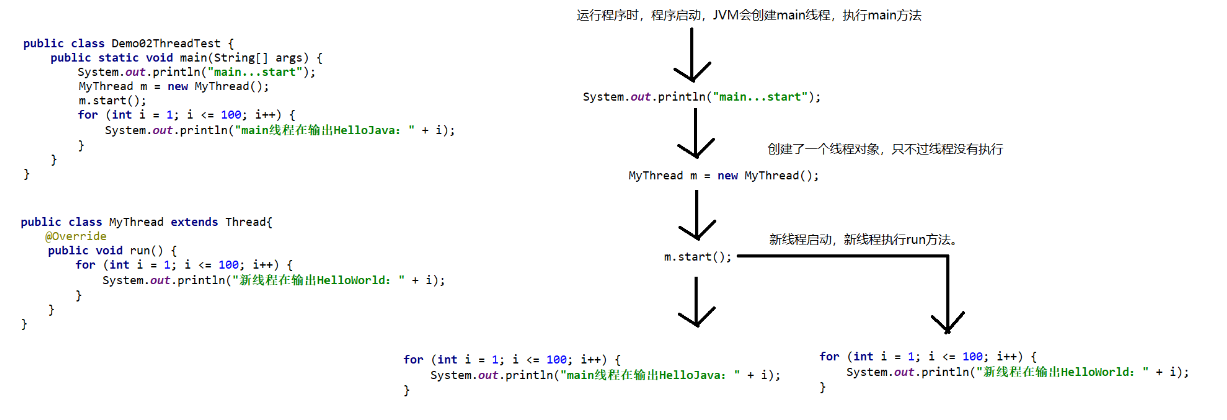 public class Demo02ThreadTest {
public static void main(String[] args) {
System.out.println("main...start");
MyThread m = new MyThread();
m.start();
for (int i = 1; i <= 100; i++) {
System.out.println("main线程在输出HelloJava：" + i);
}
}
}
public class MyThread extends Thread{
@Override
public void run() {
for (int i = 1; i <= 100; i++) {
System.out.println("新线程在输出HelloWorld：" + i);
}
}
}
运行程序时，程序启动，JVM会创建main线程，执行main方法
System.out.println("main...start");
创建了一个线程对象，只不过线程没有执行
MyThread m = new MyThread();
新线程启动，新线程执行run方法。
m.start();
for (int i = 1; i <= 100; i++) {
System.out.println("main线程在输出HelloJava：" + i);
}
for (int i = 1; i <= 100; i++) {
System.out.println("新线程在输出HelloWorld：" + i);
}